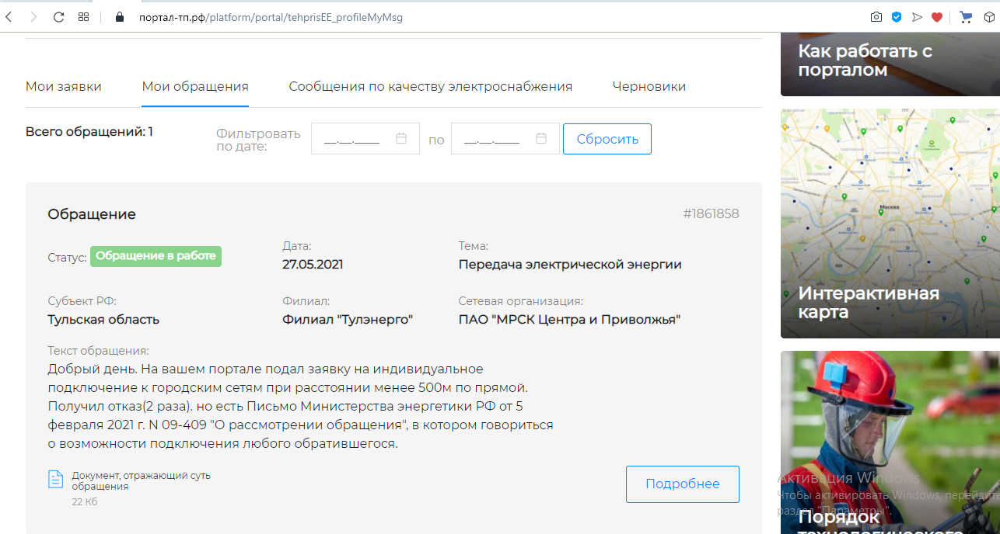 портал-тп.рф/platform/portal/tehprisEE_profileMyMsg
Мои заявки
Мои обращения
Сообщения по качеству электроснабжения
Черновики
Всего обращений: 1
Фильтровать
по дате:
__.__.____
по
__.__.____
Сбросить
Обращение
#1861858
Статус: Обращение в работе
Дата:
27.05.2021
Тема:
Передача электрической энергии
Субъект РФ:
Тульская область
Филиал:
Филиал "Тулэнерго"
Сетевая организация:
ПАО "МРСК Центра и Приволжья"
Текст обращения:
Добрый день. На вашем портале подал заявку на индивидуальное
подключение к городским сетям при расстоянии менее 500м по прямой.
Получил отказ(2 раза). но есть Письмо Министерства энергетики РФ от 5
февраля 2021 г. N 09-409 "О рассмотрении обращения", в котором говориться
о возможности подключения любого обратившегося.
Документ, отражающий суть
обращения
22 Кб
Подробнее
Как работать с
порталом
Москва
Интерактивная
карта
Активация Windows
Чтобы активировать Windows, перейдите
раздел "Параметры".
Порядок
технологического